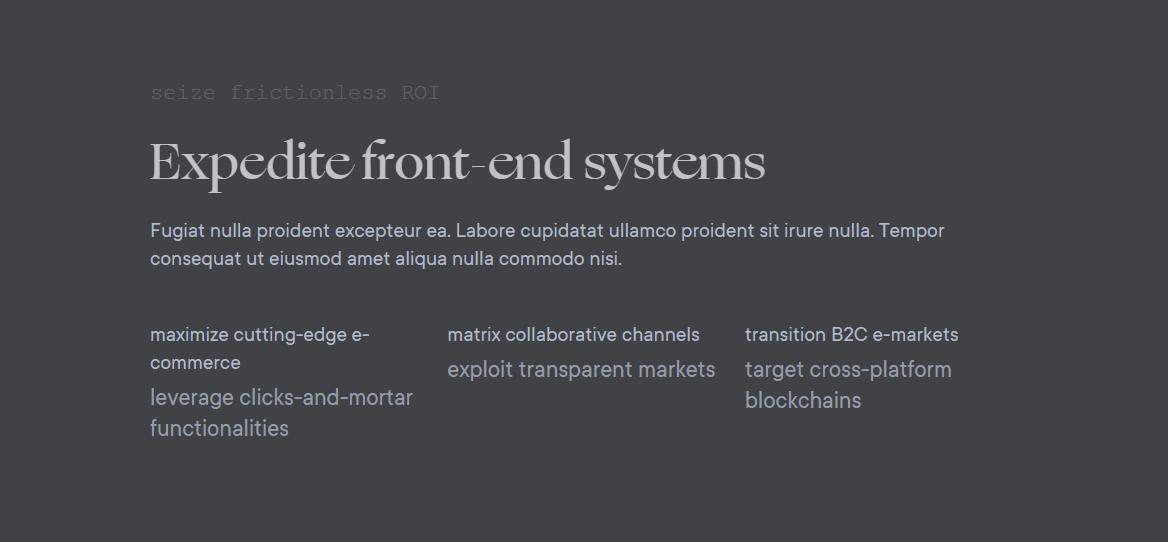 seize frictionless ROI
Expedite front-end systems
Fugiat nulla proident excepteur ea. Labore cupidatat ullamco proident sit irure nulla. Tempor
consequat ut eiusmod amet aliqua nulla commodo nisi.
maximize cutting-edge e-
commerce
leverage clicks-and-mortar
functionalities
matrix collaborative channels
exploit transparent markets
transition B2C e-markets
target cross-platform
blockchains